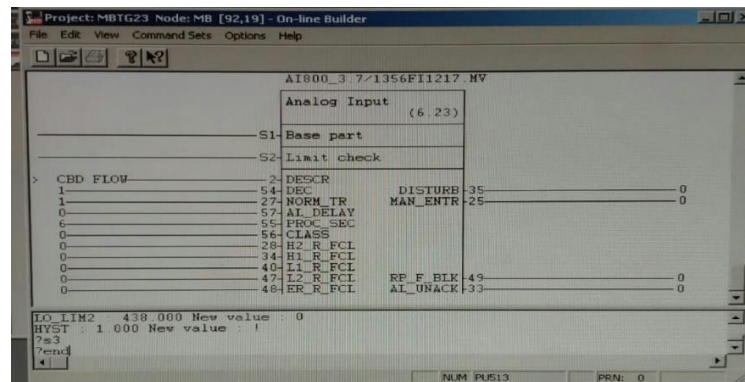 Project: MBTG23 Node: MB [92,19] - On-line Builder
File Edit View Command Sets Options Help
AI800_3.7/1356FI1217.MV
Analog Input
(6.23)
S1 Base part
S2 Limit check
> CBD FLOW 2 DESCR
1 54 DEC DISTURB 35 0
1 27 NORM_TR MAN_ENTR 25 0
0 57 AL_DELAY
6 55 PROC_SEC
0 56 CLASS
0 28 H2_R_FCL
0 34 H1_R_FCL
0 40 L1_R_FCL
0 47 L2_R_FCL RP_F_BLK 49 0
0 48 ER_R_FCL AL_UNACK 33 0
LO_LIM2 : 438.000 New value : 0
HYST : 1.000 New value : !
?s3
?end
NUM PU513 PRN: 0